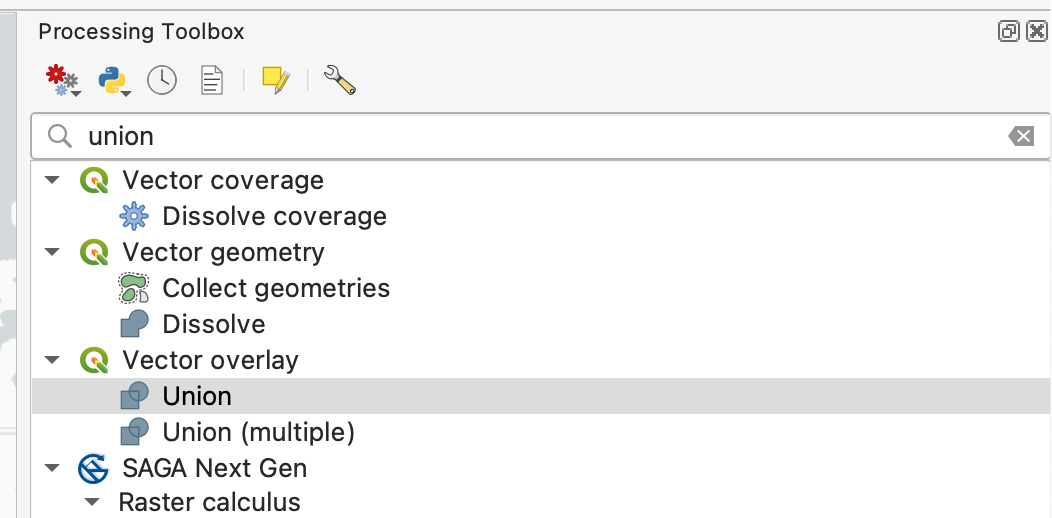 Processing Toolbox
union
Vector coverage
Dissolve coverage
Vector geometry
Collect geometries
Dissolve
Vector overlay
Union
Union (multiple)
SAGA Next Gen
Raster calculus